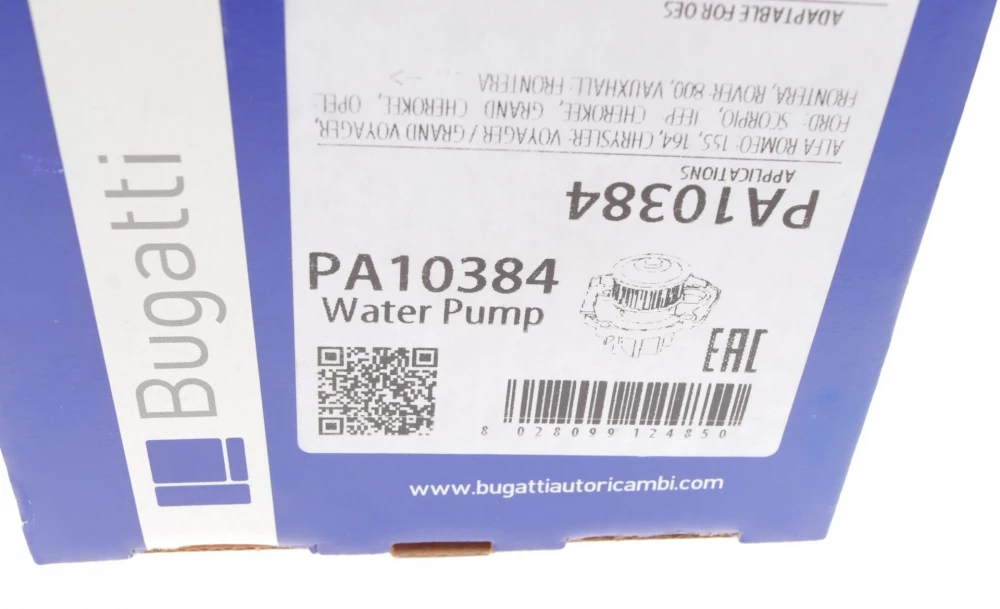 Bugatti
PA10384
Water Pump
EAC
8 028099 124850
www.bugattiautoricambi.com
PA10384
APPLICATIONS
ALFA ROMEO: 155, 164, CHRYSLER: VOYAGER / GRAND VOYAGER,
FORD: SCORPIO, JEEP CHEROKEE, GRAND CHEROKEE, OPEL:
FRONTERA, ROVER: 800, VAUXHALL: FRONTERA
ADAPTABLE FOR OES